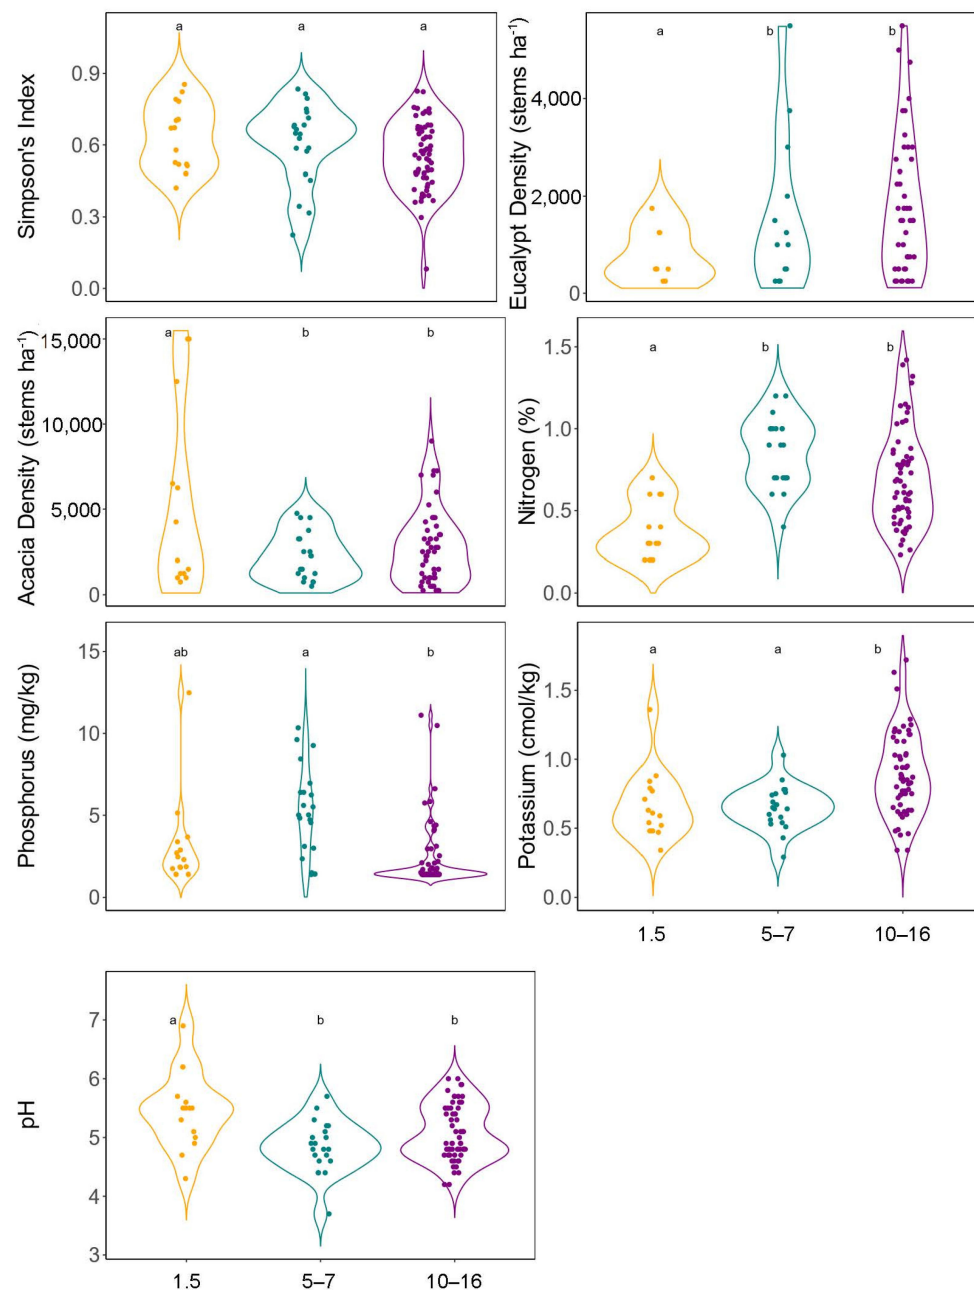 Simpson's Index
0.9
0.6
0.3
0.0
a a a
Eucalypt Density (stems ha⁻¹)
4,000
2,000
0
a b b
Acacia Density (stems ha⁻¹)
15,000
10,000
5,000
0
a b b
Nitrogen (%)
1.5
1.0
0.5
0.0
a b b
Phosphorus (mg/kg)
15
10
5
0
ab a b
Potassium (cmol/kg)
1.5
1.0
0.5
0.0
a a b
1.5 5–7 10–16
pH
7
6
5
4
3
a b b
1.5 5–7 10–16